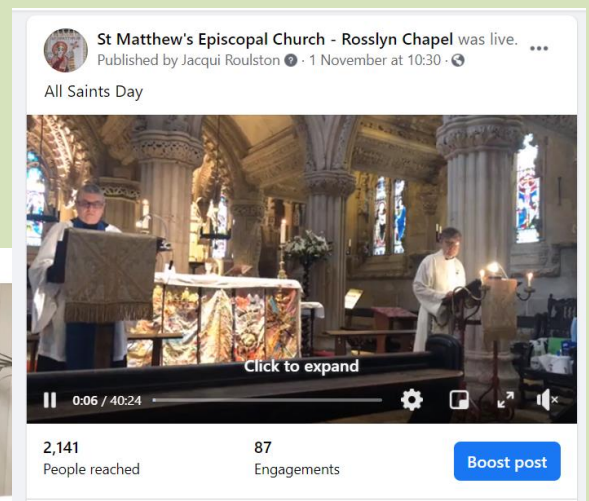 St Matthew's Episcopal Church - Rosslyn Chapel was live.
Published by Jacqui Roulston · 1 November at 10:30 ·
All Saints Day
Click to expand
0:06 / 40:24
2,141
People reached
87
Engagements
Boost post